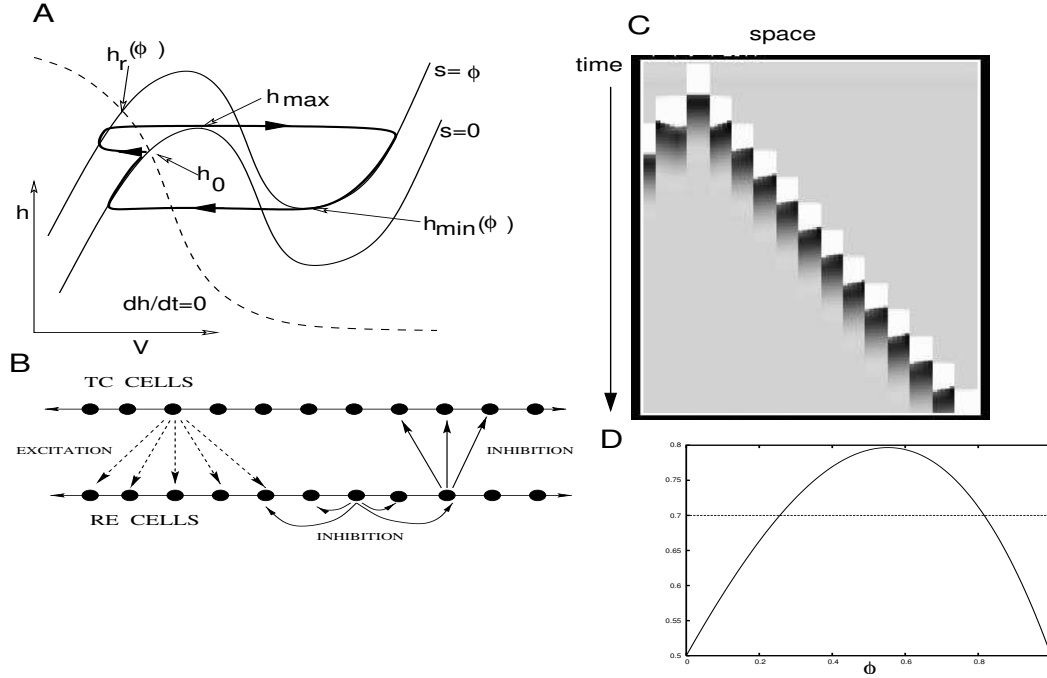 A
h_r(ϕ)
h_max
s=ϕ
s=0
h_0
h
h_min(ϕ)
dh/dt=0
V
B
TC CELLS
EXCITATION
INHIBITION
RE CELLS
INHIBITION
C
space
time
D
0.8
0.75
0.7
0.65
0.6
0.55
0.5
0 0.2 0.4 0.6 0.8
ϕ